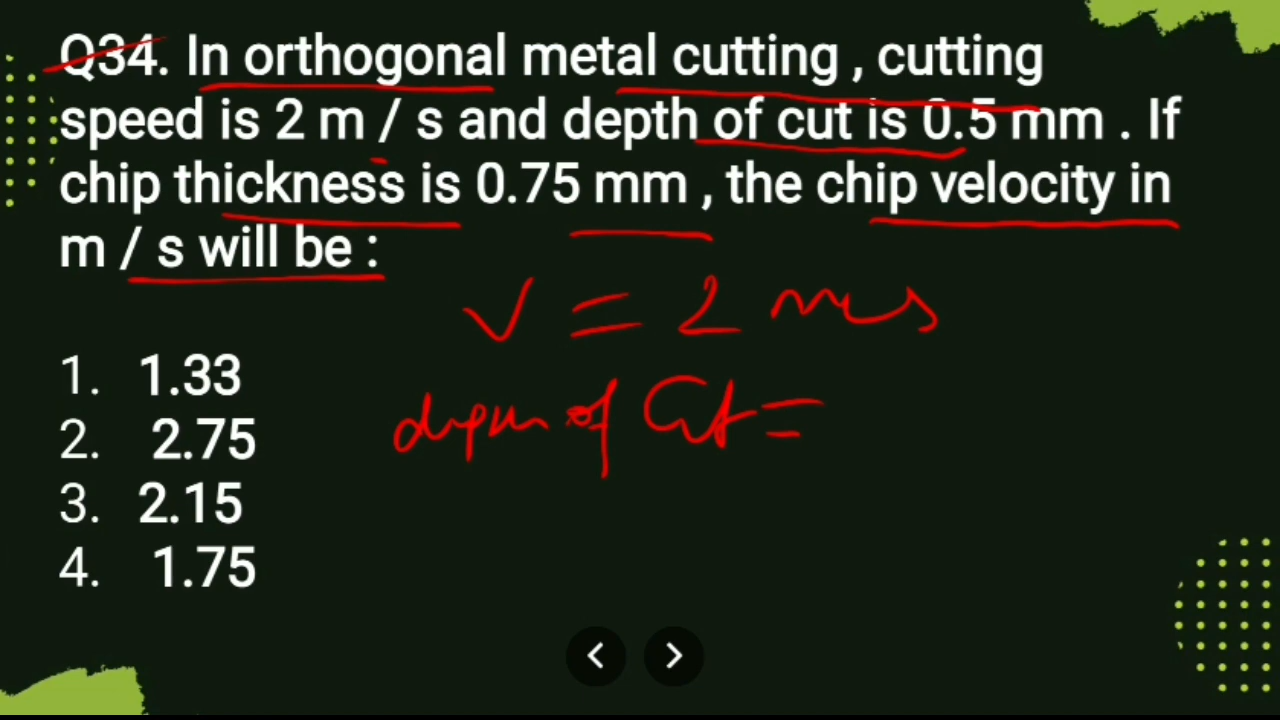 Q34. In orthogonal metal cutting , cutting
speed is 2 m / s and depth of cut is 0.5 mm . If
chip thickness is 0.75 mm , the chip velocity in
m / s will be :
V = 2 m/s
depth of Cut =
1. 1.33
2. 2.75
3. 2.15
4. 1.75